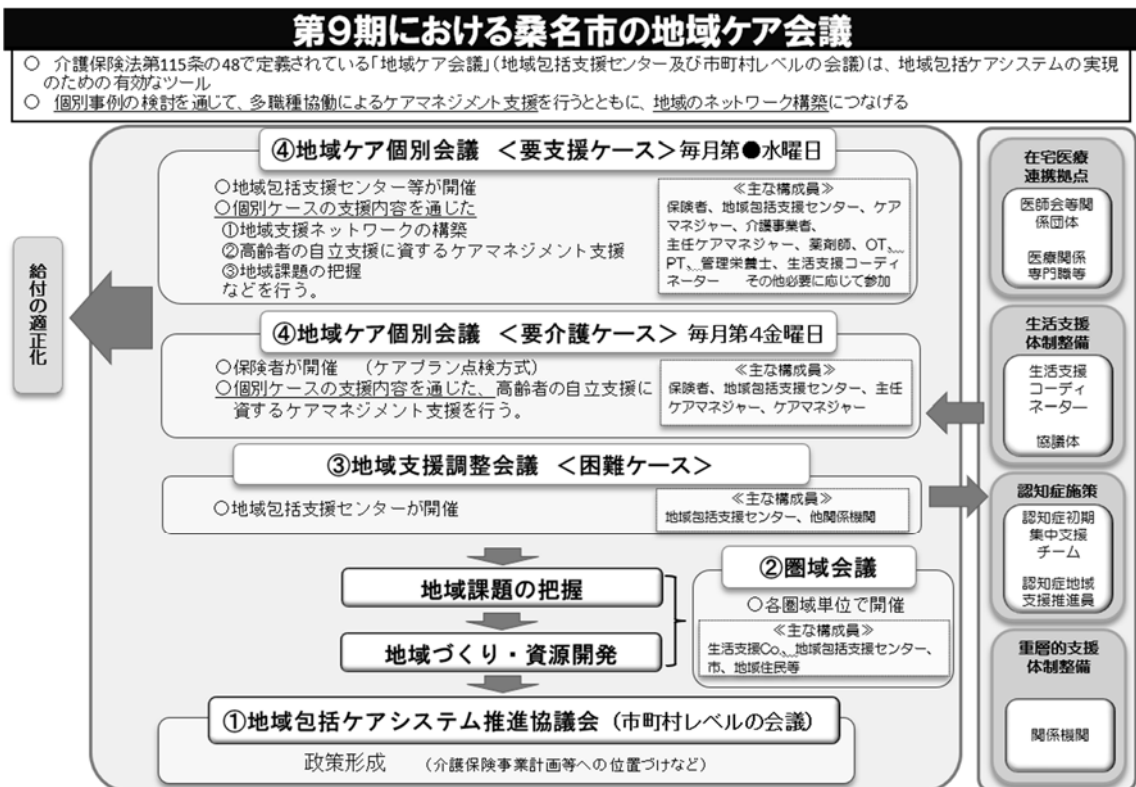 第9期における桑名市の地域ケア会議
○ 介護保険法第115条の48で定義されている「地域ケア会議」(地域包括支援センター及び市町村レベルの会議)は、地域包括ケアシステムの実現
のための有効なツール
○ 個別事例の検討を通じて、多職種協働によるケアマネジメント支援を行うとともに、地域のネットワーク構築につなげる
④地域ケア個別会議 <要支援ケース> 毎月第●水曜日
○地域包括支援センター等が開催
○個別ケースの支援内容を通じた
①地域支援ネットワークの構築
②高齢者の自立支援に資するケアマネジメント支援
③地域課題の把握
などを行う。
≪主な構成員≫
保険者、地域包括支援センター、ケア
マネジャー、介護事業者、
主任ケアマネジャー、薬剤師、OT、
PT、管理栄養士、生活支援コーディ
ネーター その他必要に応じて参加
給付の適正化
④地域ケア個別会議 <要介護ケース> 毎月第4金曜日
○保険者が開催 (ケアプラン点検方式)
○個別ケースの支援内容を通じた、高齢者の自立支援に
資するケアマネジメント支援を行う。
≪主な構成員≫
保険者、地域包括支援センター、主任
ケアマネジャー、ケアマネジャー
③地域支援調整会議 <困難ケース>
○地域包括支援センターが開催
≪主な構成員≫
地域包括支援センター、他関係機関
地域課題の把握
地域づくり・資源開発
②圏域会議
○各圏域単位で開催
≪主な構成員≫
生活支援Co、地域包括支援センター、
市、地域住民等
①地域包括ケアシステム推進協議会 (市町村レベルの会議)
政策形成 (介護保険事業計画等への位置づけなど)
在宅医療
連携拠点
医師会等関
係団体
医療関係
専門職等
生活支援
体制整備
生活支援
コーディ
ネーター
協議体
認知症施策
認知症初期
集中支援
チーム
認知症地域
支援推進員
重層的支援
体制整備
関係機関